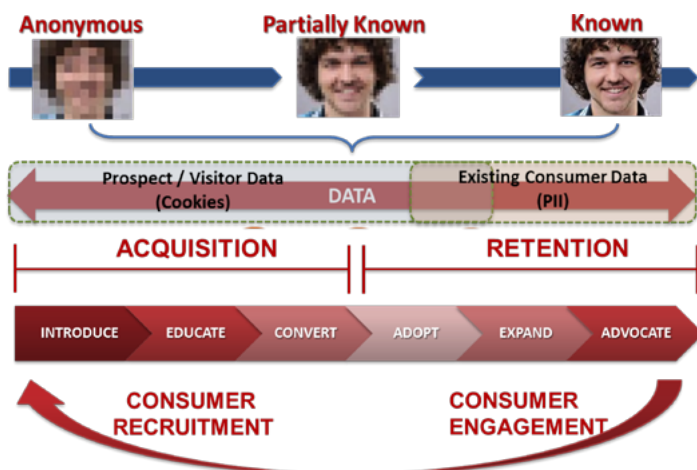 Anonymous
Partially Known
Known
Prospect / Visitor Data
(Cookies)
DATA
Existing Consumer Data
(PII)
ACQUISITION
RETENTION
INTRODUCE
EDUCATE
CONVERT
ADOPT
EXPAND
ADVOCATE
CONSUMER
RECRUITMENT
CONSUMER
ENGAGEMENT